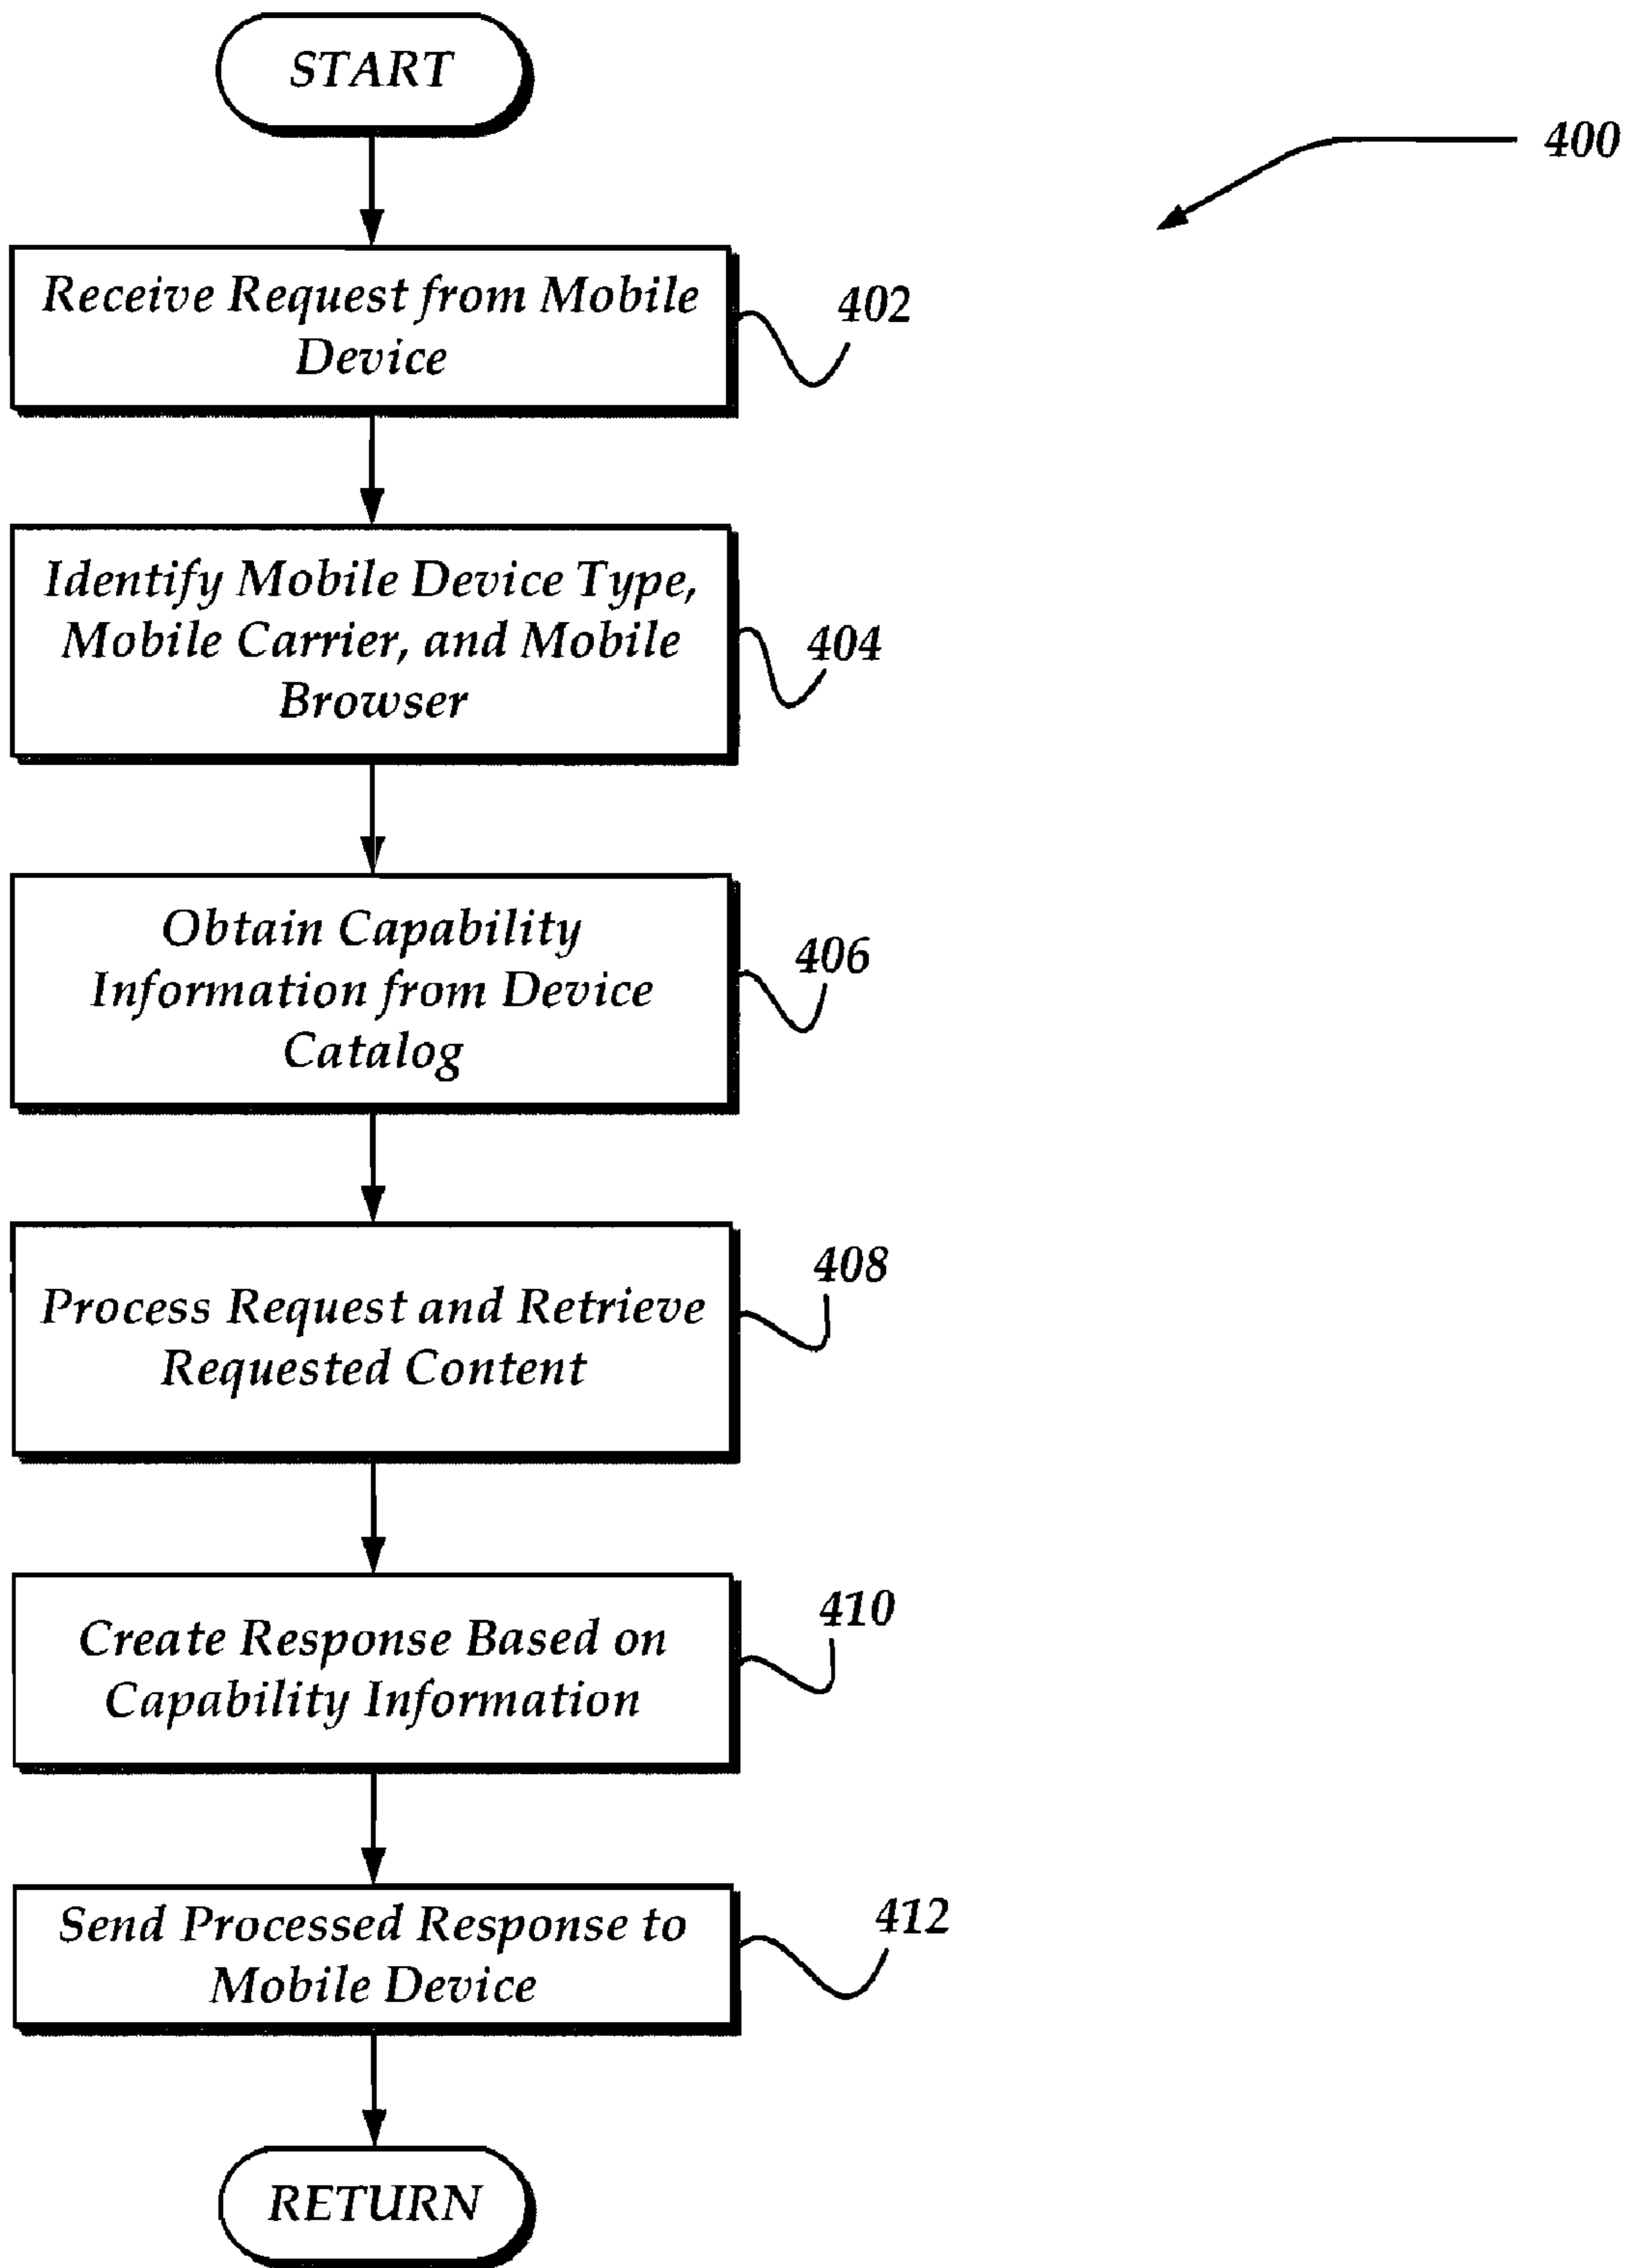 START
400
Receive Request from Mobile
Device
402
Identify Mobile Device Type,
Mobile Carrier, and Mobile
Browser
404
Obtain Capability
Information from Device
Catalog
406
Process Request and Retrieve
Requested Content
408
Create Response Based on
Capability Information
410
Send Processed Response to
Mobile Device
412
RETURN